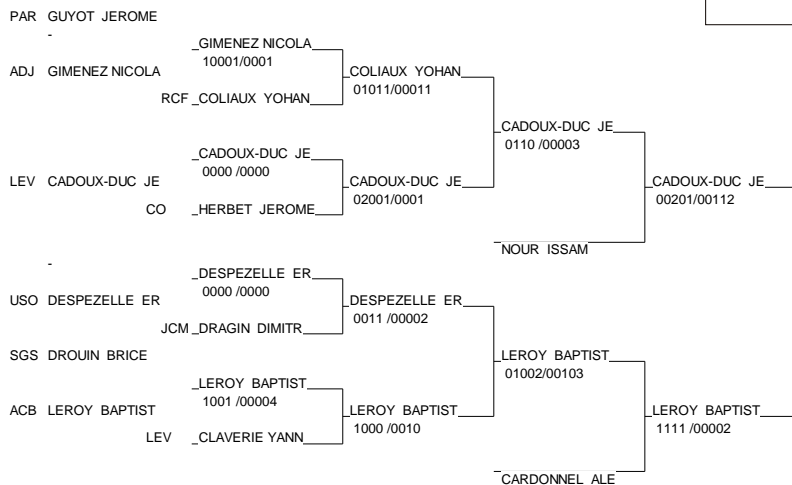 PAR GUYOT JEROME
-
_GIMENEZ NICOLA
10001/0001
ADJ GIMENEZ NICOLA
COLIAUX YOHAN
01011/00011
RCF _COLIAUX YOHAN
CADOUX-DUC JE
0110 /00003
_CADOUX-DUC JE
0000 /0000
LEV CADOUX-DUC JE
CADOUX-DUC JE
02001/0001
_CADOUX-DUC JE
00201/00112
CO _HERBET JEROME
NOUR ISSAM
-
_DESPEZELLE ER
0000 /0000
USO DESPEZELLE ER
DESPEZELLE ER
0011 /00002
JCM _DRAGIN DIMITR
SGS DROUIN BRICE
LEROY BAPTIST
01002/00103
_LEROY BAPTIST
1001 /00004
ACB LEROY BAPTIST
LEROY BAPTIST
1000 /0010
LEROY BAPTIST
1111 /00002
LEV _CLAVERIE YANN
CARDONNEL ALE